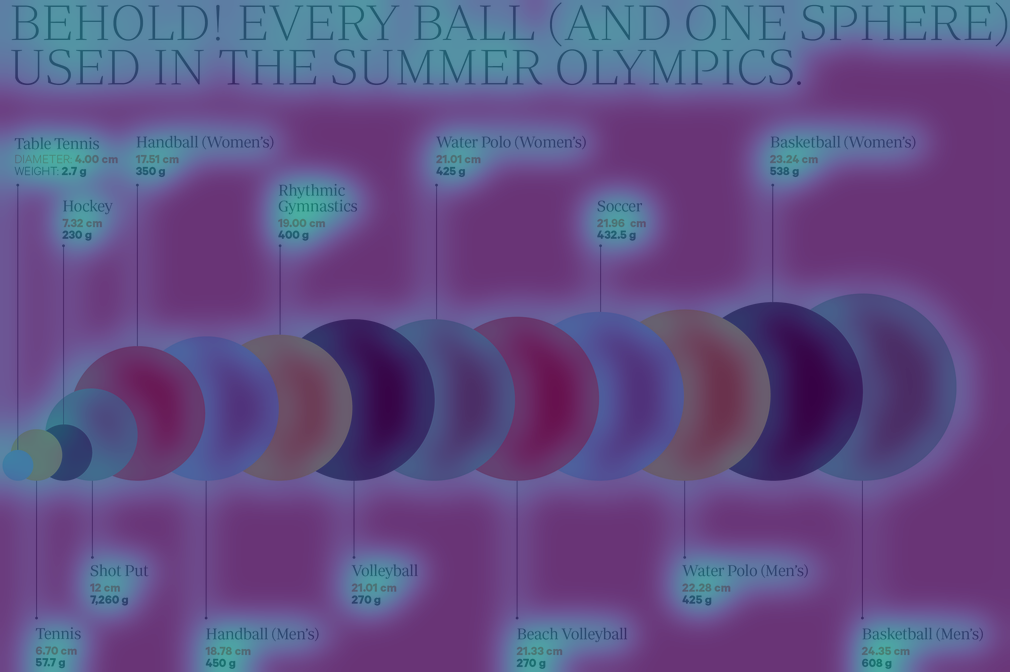 BEHOLD! EVERY BALL (AND ONE SPHERE)
USED IN THE SUMMER OLYMPICS.
Table Tennis
DIAMETER: 4.00 cm
WEIGHT: 2.7 g
Handball (Women's)
17.51 cm
350 g
Water Polo (Women's)
21.01 cm
425 g
Basketball (Women's)
23.24 cm
538 g
Hockey
7.32 cm
230 g
Rhythmic
Gymnastics
19.00 cm
400 g
Soccer
21.96 cm
432.5 g
Shot Put
12 cm
7,260 g
Volleyball
21.01 cm
270 g
Water Polo (Men's)
22.28 cm
425 g
Tennis
6.70 cm
57.7 g
Handball (Men's)
18.78 cm
450 g
Beach Volleyball
21.33 cm
270 g
Basketball (Men's)
24.35 cm
608 g